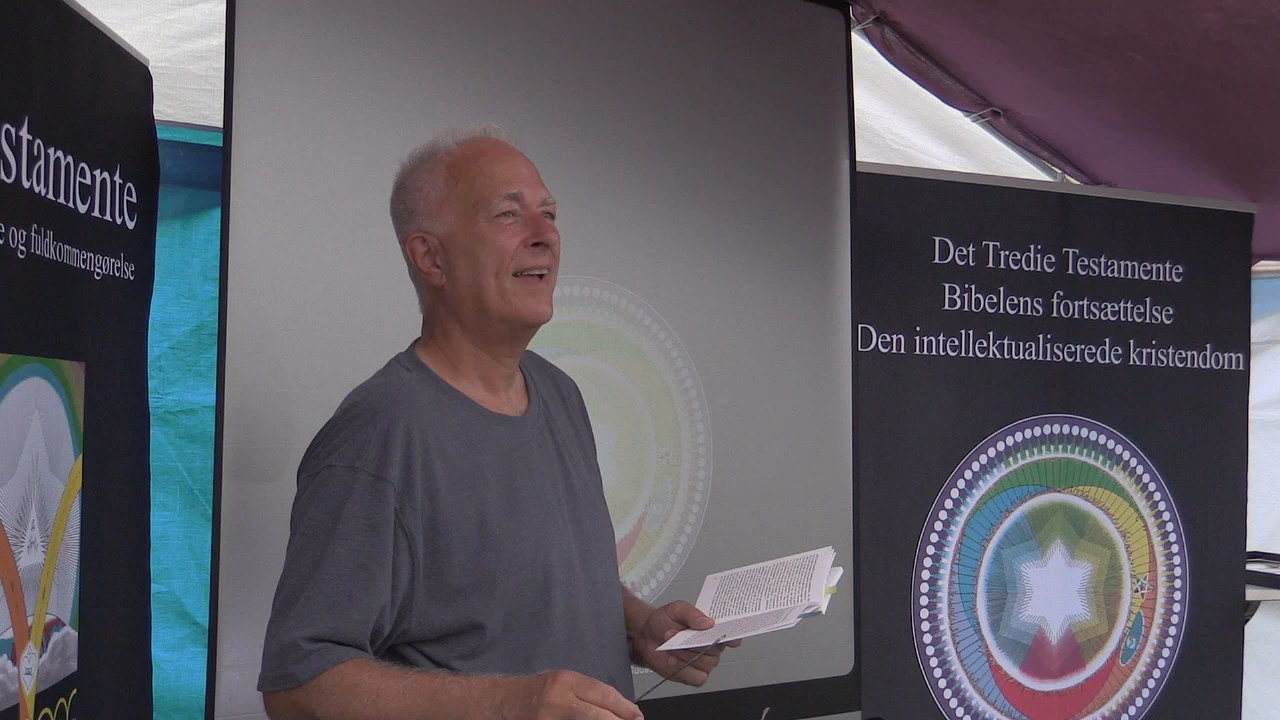 stamente
e og fuldkommengørelse
Det Tredie Testamente
Bibelens fortsættelse
Den intellektualiserede kristendom